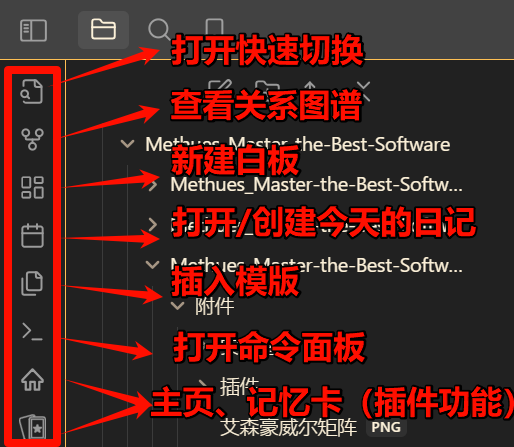 打开快速切换
查看关系图谱
Methues_Master-the-Best-Software
新建白板
Methues_Master-the-Best-Softw...
打开/创建今天的日记
Methues_Master-the-Best-Softw...
插入模版
附件
打开命令面板
插件
主页、记忆卡（插件功能）
艾森豪威尔矩阵 PNG